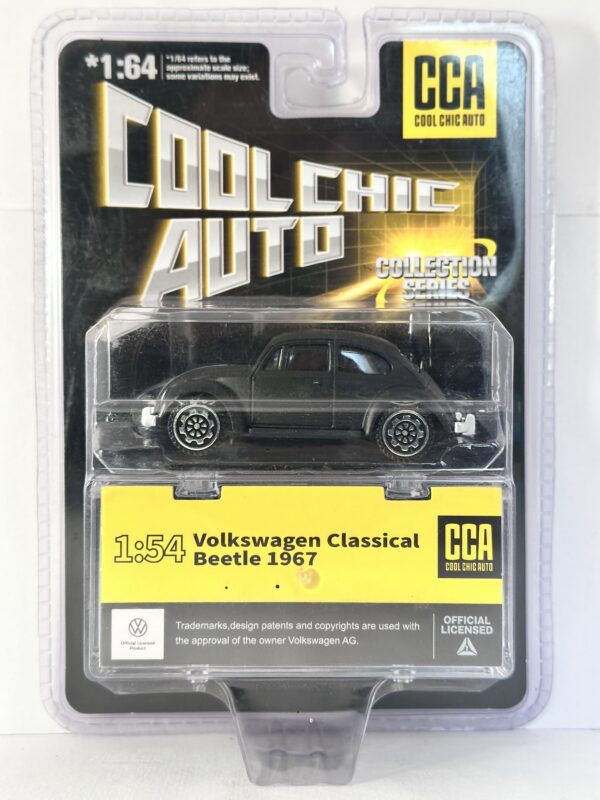 *1:64
*1/64 refers to the
approximate scale size;
some variations may exist.
CCA
COOL CHIC AUTO
COOL CHIC
AUTO
COLLECTION
SERIES
1:54
Volkswagen Classical
Beetle 1967
CCA
COOL CHIC AUTO
Official Licensed
Product
Trademarks,design patents and copyrights are used with
the approval of the owner Volkswagen AG.
OFFICIAL
LICENSED